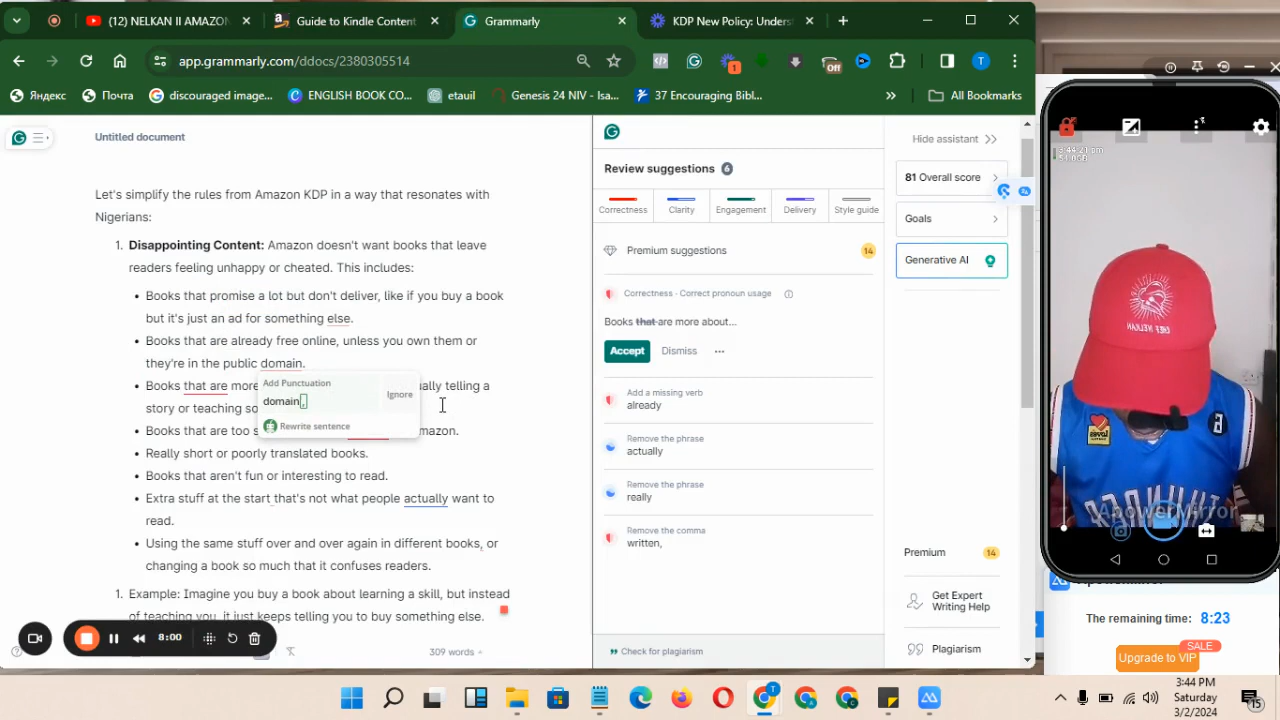 (12) NELKAN II AMAZON
Guide to Kindle Content
Grammarly
KDP New Policy: Underst
app.grammarly.com/ddocs/2380305514
1
Off
T
Яндекс
Почта
discouraged image...
ENGLISH BOOK CO...
etauil
Genesis 24 NIV - Isa...
37 Encouraging Bibl...
All Bookmarks
Untitled document
Let's simplify the rules from Amazon KDP in a way that resonates with
Nigerians:
1. Disappointing Content: Amazon doesn't want books that leave
readers feeling unhappy or cheated. This includes:
• Books that promise a lot but don't deliver, like if you buy a book
but it's just an ad for something else.
• Books that are already free online, unless you own them or
they're in the public domain.
• Books that are more
ually telling a
story or teaching so
• Books that are too s
mazon.
• Really short or poorly translated books.
• Books that aren't fun or interesting to read.
• Extra stuff at the start that's not what people actually want to
read.
• Using the same stuff over and over again in different books, or
changing a book so much that it confuses readers.
1. Example: Imagine you buy a book about learning a skill, but instead
of teaching you, it just keeps telling you to buy something else.
Add Punctuation
domain,
Ignore
Rewrite sentence
8:00
309 words
Review suggestions 6
Correctness
Clarity
Engagement
Delivery
Style guide
Premium suggestions
14
Correctness · Correct pronoun usage
Books that are more about...
Accept
Dismiss
Add a missing verb
already
Remove the phrase
actually
Remove the phrase
really
Remove the comma
written,
Check for plagiarism
Hide assistant
81 Overall score
Goals
Generative AI
Premium
14
Get Expert
Writing Help
Plagiarism
3:44:21 pm
CHEF NELKAN
ApowerMirror
The remaining time: 8:23
SALE
Upgrade to VIP
3:44 PM
Saturday
3/2/2024
15